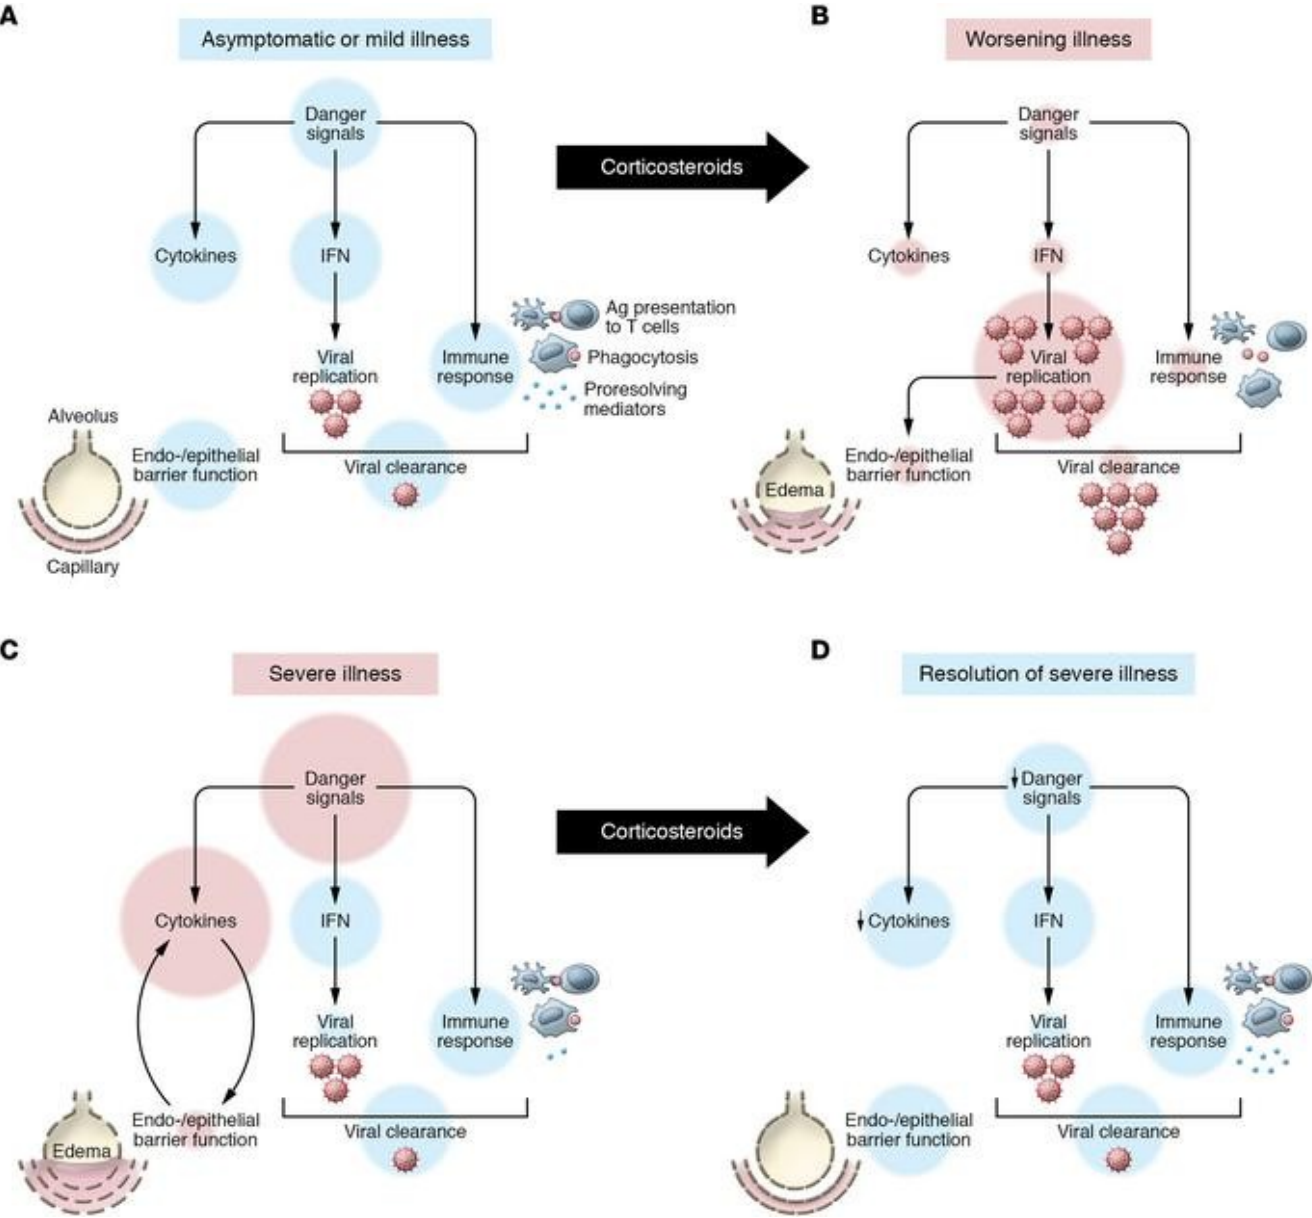 A
Asymptomatic or mild illness
Danger
signals
Cytokines
IFN
Viral
replication
Immune
response
Ag presentation
to T cells
Phagocytosis
Proresolving
mediators
Alveolus
Endo-/epithelial
barrier function
Viral clearance
Capillary
Corticosteroids
B
Worsening illness
Danger
signals
Cytokines
IFN
Viral
replication
Immune
response
Endo-/epithelial
barrier function
Edema
Viral clearance
C
Severe illness
Danger
signals
Cytokines
IFN
Viral
replication
Immune
response
Endo-/epithelial
barrier function
Edema
Viral clearance
Corticosteroids
D
Resolution of severe illness
↓ Danger
signals
↓ Cytokines
IFN
Viral
replication
Immune
response
Endo-/epithelial
barrier function
Viral clearance